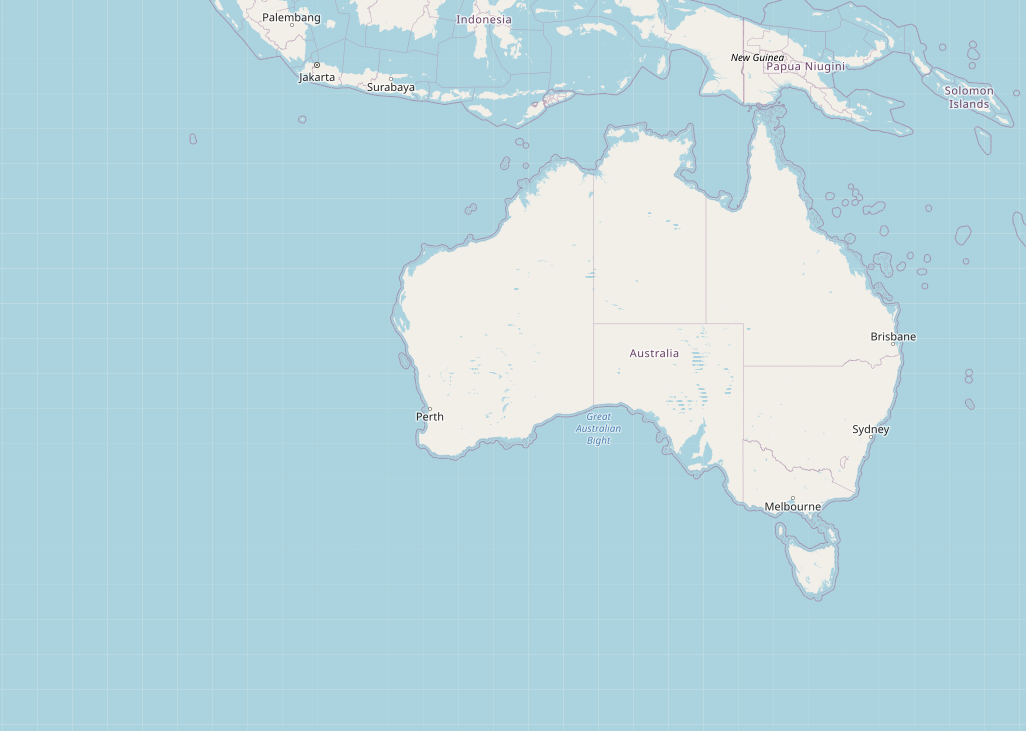 Palembang
Indonesia
New Guinea
Papua Niugini
Jakarta
Surabaya
Solomon
Islands
Brisbane
Australia
Perth
Great
Australian
Bight
Sydney
Melbourne